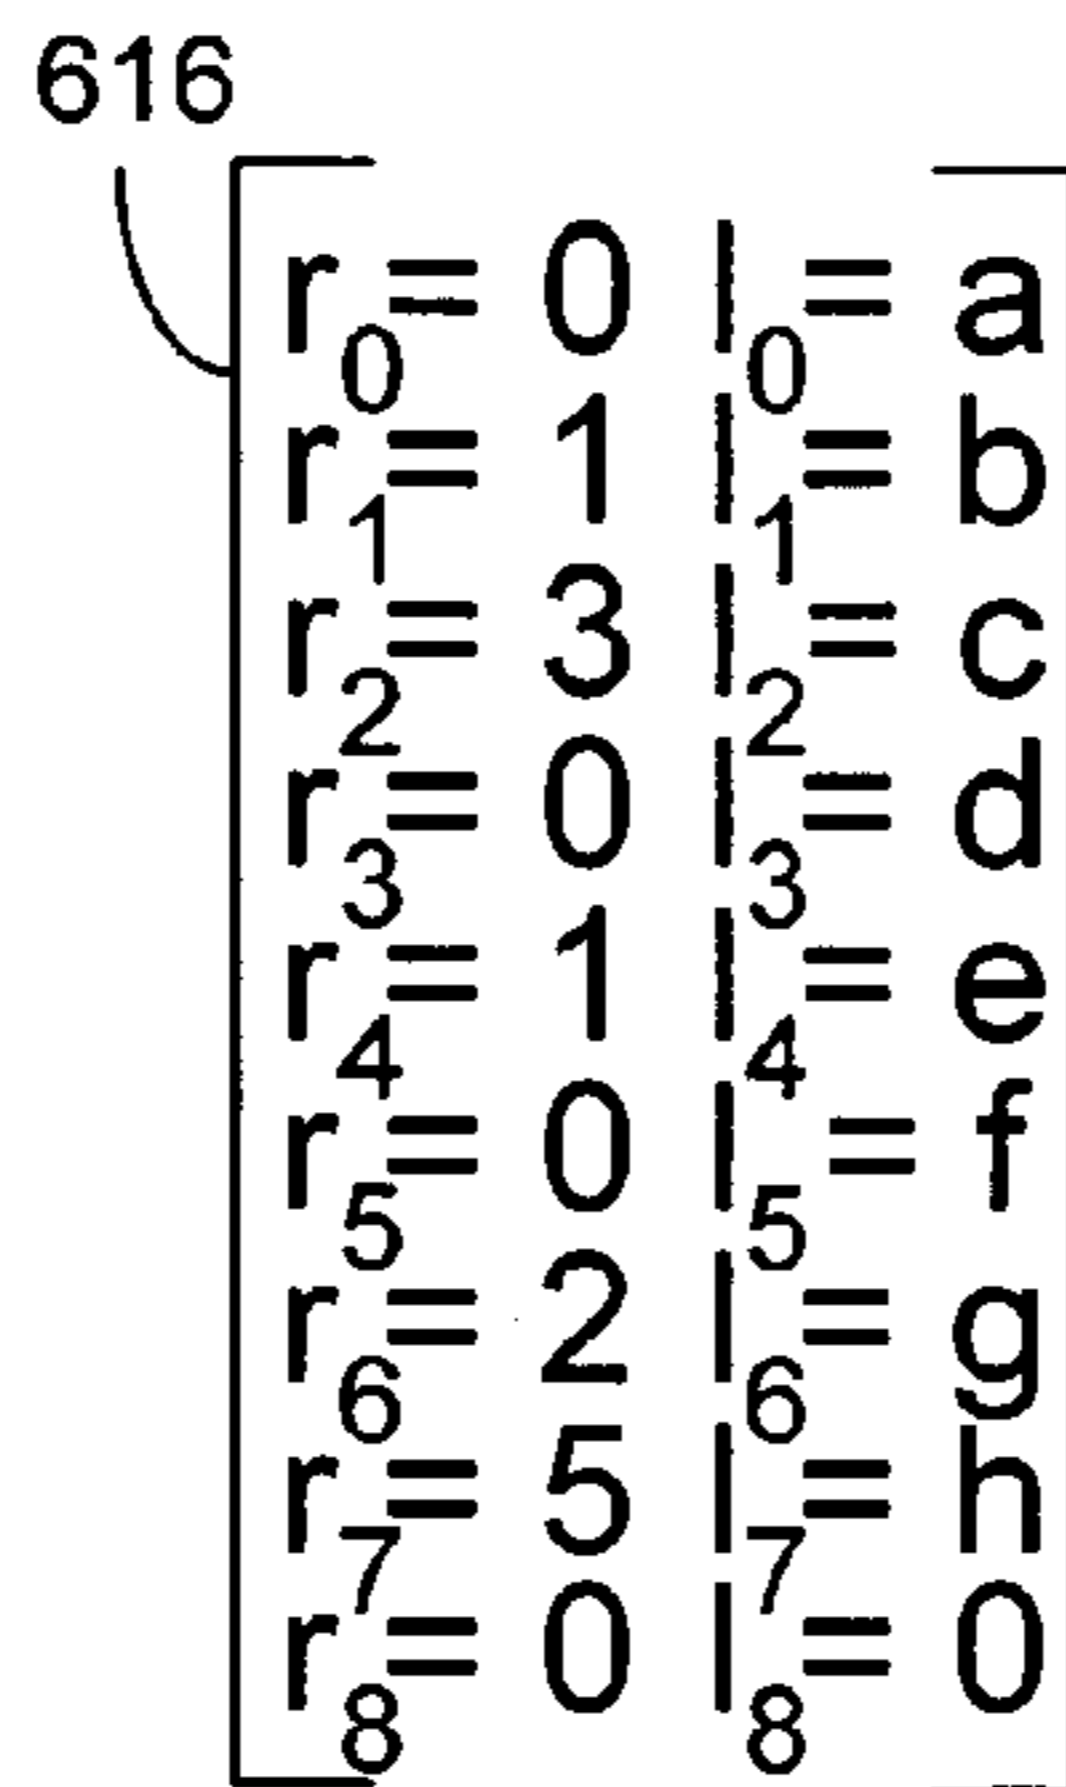 616
r₀= 0 l₀= a
r₁= 1 l₁= b
r₂= 3 l₂= c
r₃= 0 l₃= d
r₄= 1 l₄= e
r₅= 0 l₅= f
r₆= 2 l₆= g
r₇= 5 l₇= h
r₈= 0 l₈= 0